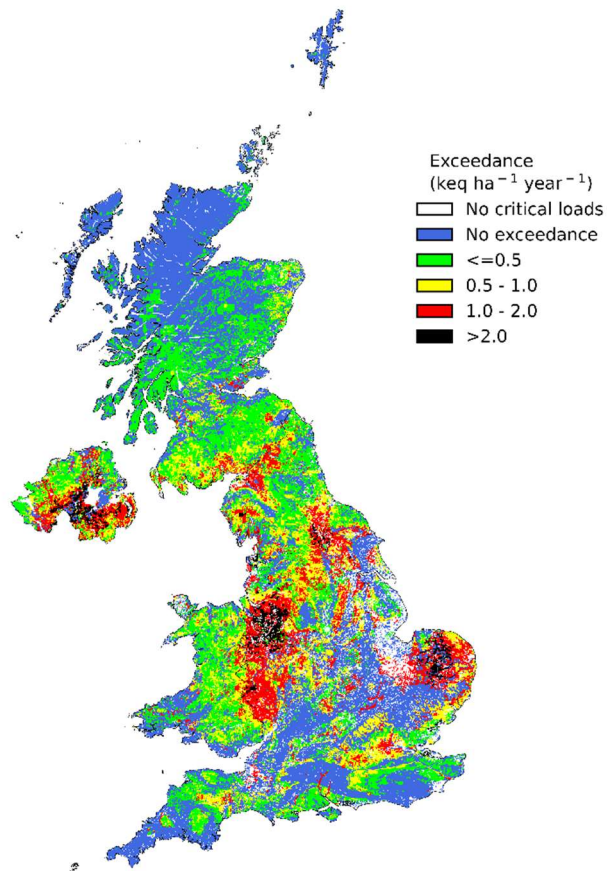 Exceedance
(keq ha⁻¹ year⁻¹)
No critical loads
No exceedance
<=0.5
0.5 - 1.0
1.0 - 2.0
>2.0